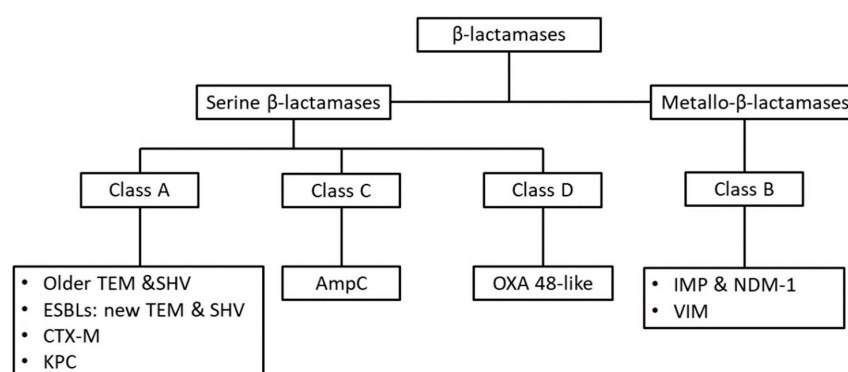 β-lactamases
Serine β-lactamases
Metallo-β-lactamases
Class A
Class C
Class D
Class B
• Older TEM &SHV
• ESBLs: new TEM & SHV
• CTX-M
• KPC
AmpC
OXA 48-like
• IMP & NDM-1
• VIM